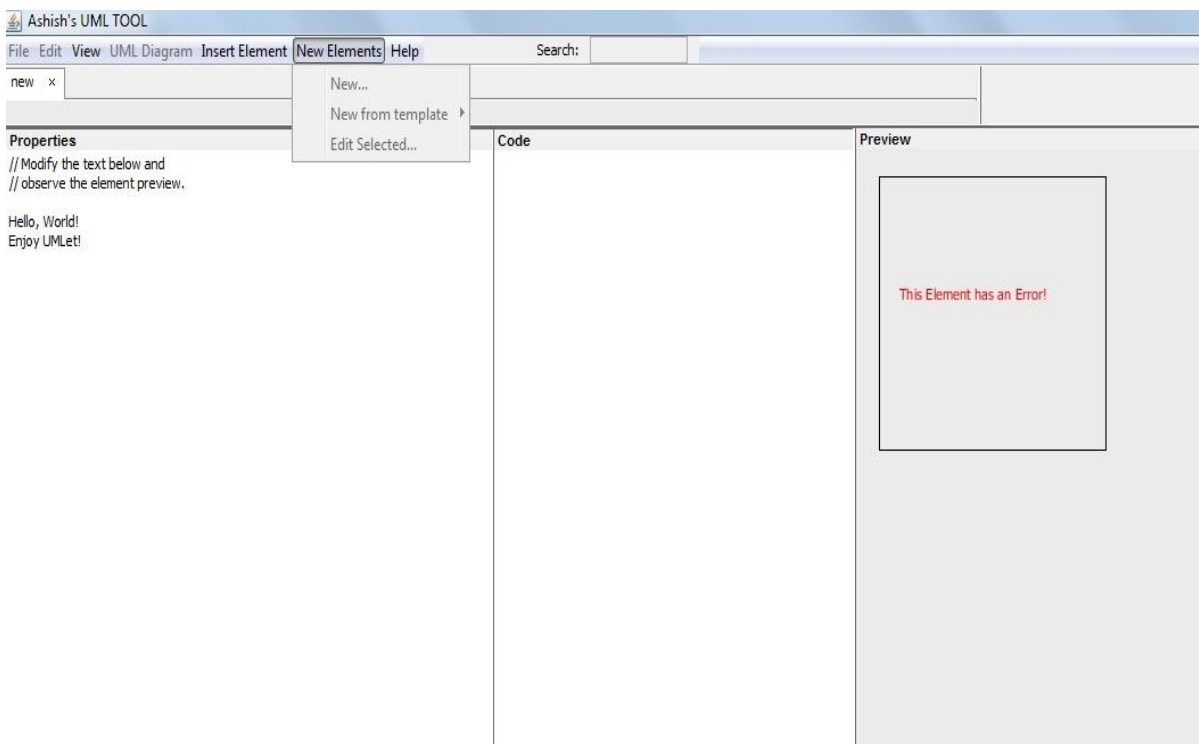 Ashish's UML TOOL
File Edit View UML Diagram Insert Element New Elements Help Search:
new ×
New...
New from template
Edit Selected...
Properties
// Modify the text below and
// observe the element preview.
Hello, World!
Enjoy UMLet!
Code
Preview
This Element has an Error!